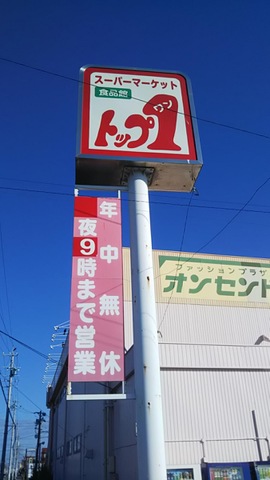 スーパーマーケット
食品館
トップ1
ワン
年中無休
夜9時まで営業
ファッションプラザ
オンセンド